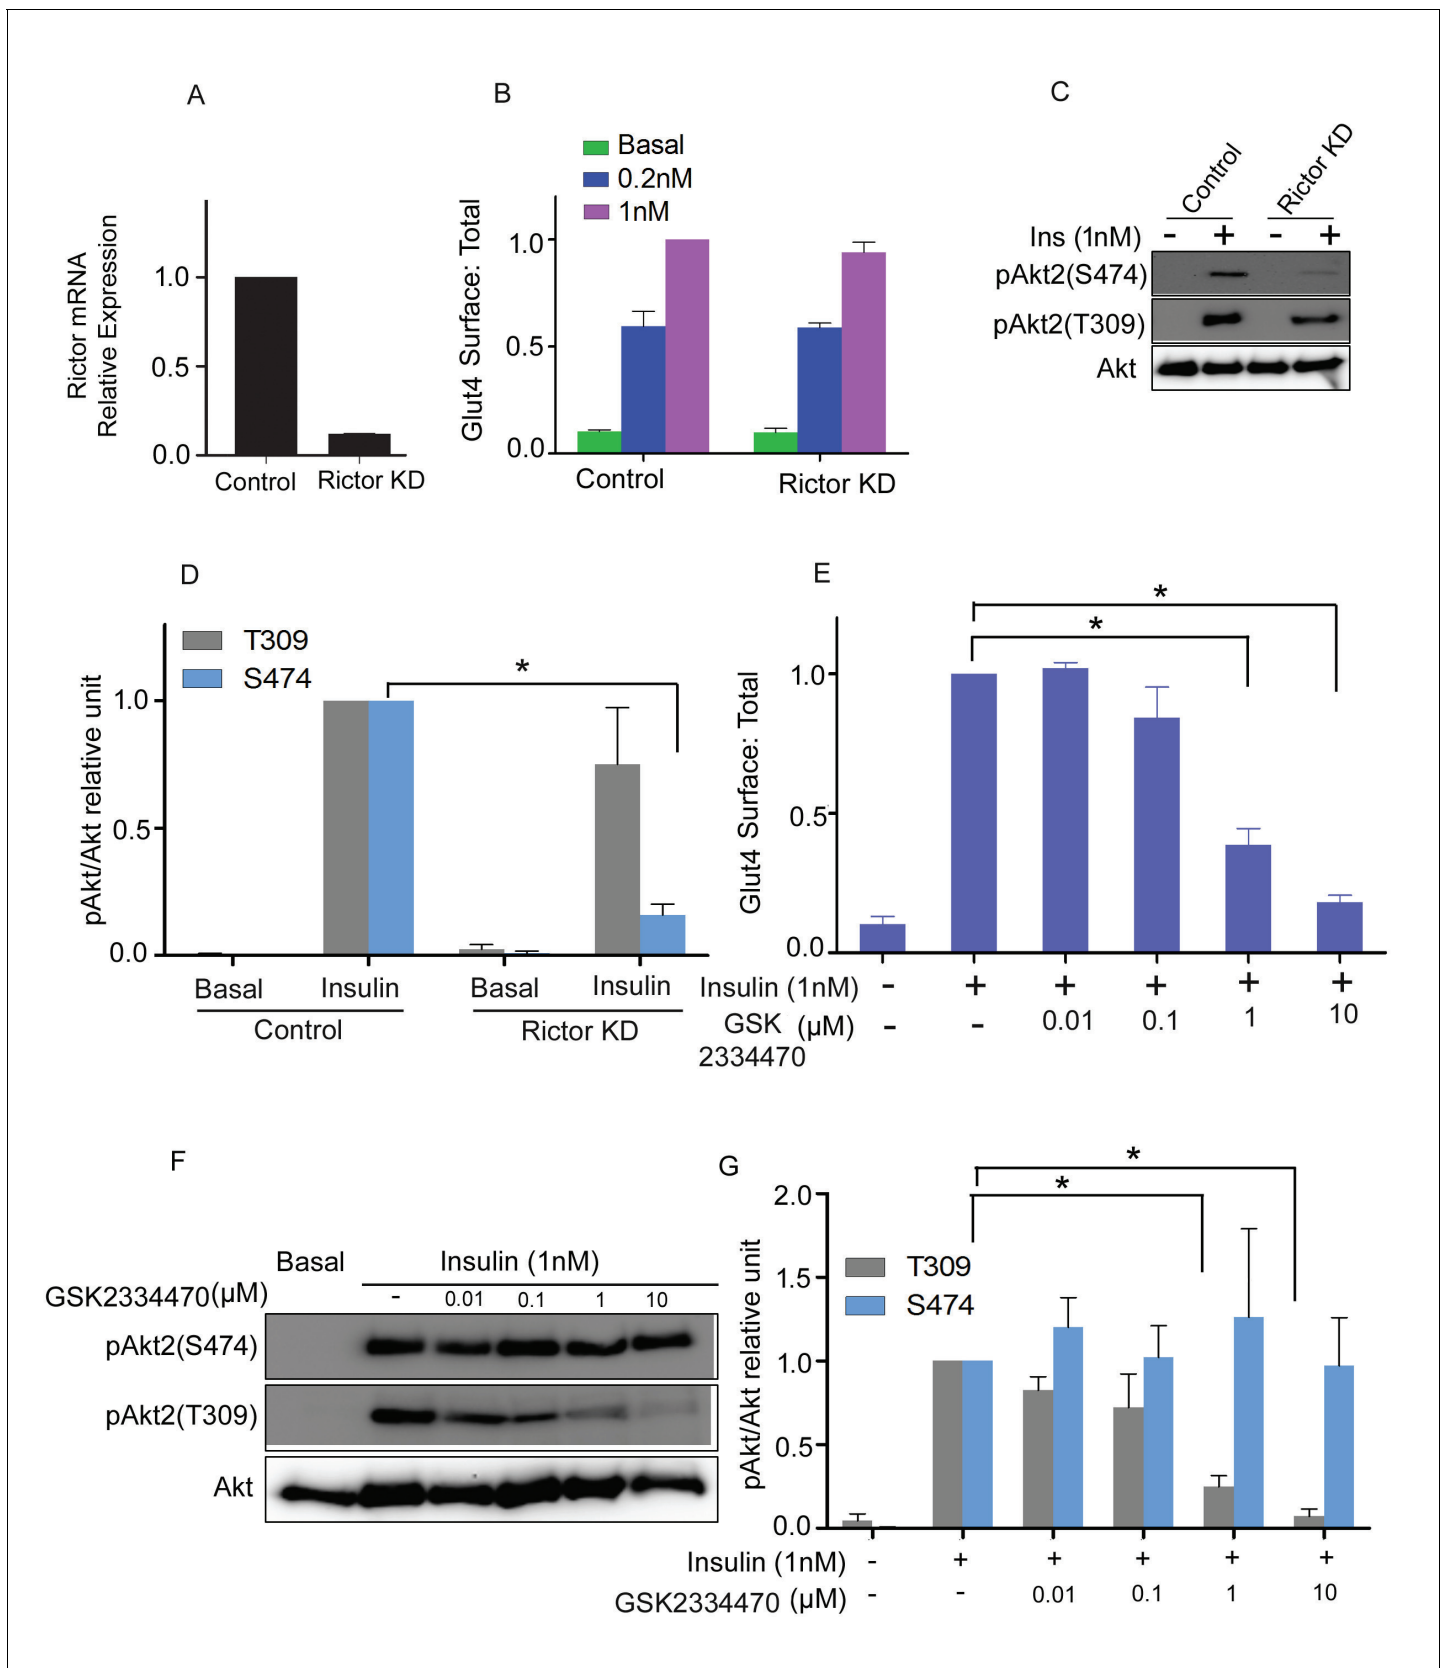 A
Rictor mRNA
Relative Expression
1.0
0.5
0.0
Control
Rictor KD
B
Basal
0.2nM
1nM
Glut4 Surface: Total
1.0
0.5
0.0
Control
Rictor KD
C
Control
Rictor KD
Ins (1nM) - + - +
pAkt2(S474)
pAkt2(T309)
Akt
D
T309
S474
*
pAkt/Akt relative unit
1.0
0.5
0.0
Basal Insulin Basal Insulin
Control Rictor KD
E
*
*
Glut4 Surface: Total
1.0
0.5
0.0
Insulin (1nM) - + + + + +
GSK (µM) - - 0.01 0.1 1 10
2334470
F
Basal Insulin (1nM)
GSK2334470(µM) - 0.01 0.1 1 10
pAkt2(S474)
pAkt2(T309)
Akt
G
*
*
T309
S474
pAkt/Akt relative unit
2.0
1.5
1.0
0.5
0.0
Insulin (1nM) - + + + + +
GSK2334470 (µM) - - 0.01 0.1 1 10